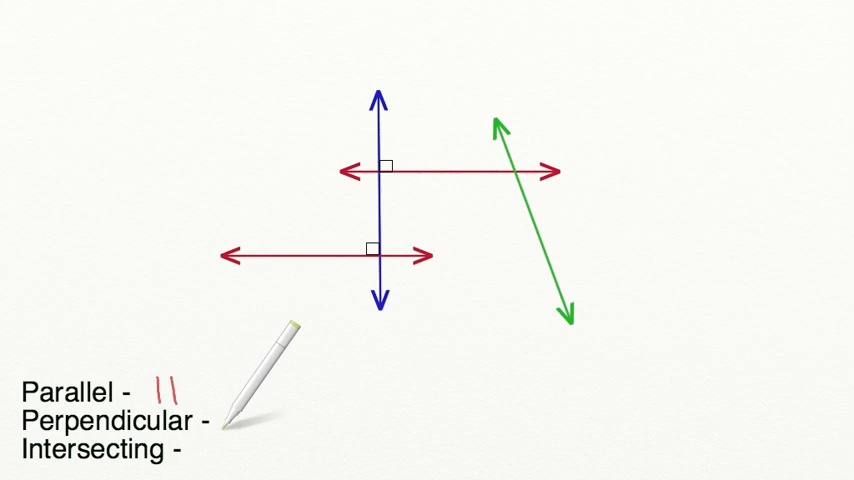 Parallel - ||
Perpendicular -
Intersecting -